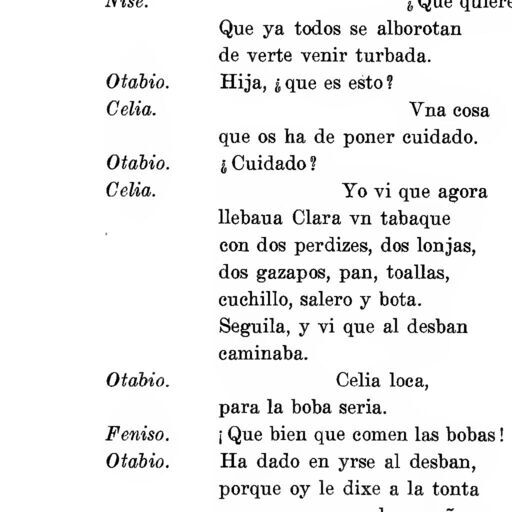 Nise. ¿Que quiere
Que ya todos se alborotan
de verte venir turbada.
Otabio. Hija, ¿que es esto?
Celia. Vna cosa
que os ha de poner cuidado.
Otabio. ¿Cuidado?
Celia. Yo vi que agora
llebaua Clara vn tabaque
con dos perdizes, dos lonjas,
dos gazapos, pan, toallas,
cuchillo, salero y bota.
Seguila, y vi que al desban
caminaba.
Otabio. Celia loca,
para la boba seria.
Feniso. ¡Que bien que comen las bobas!
Otabio. Ha dado en yrse al desban,
porque oy le dixe a la tonta